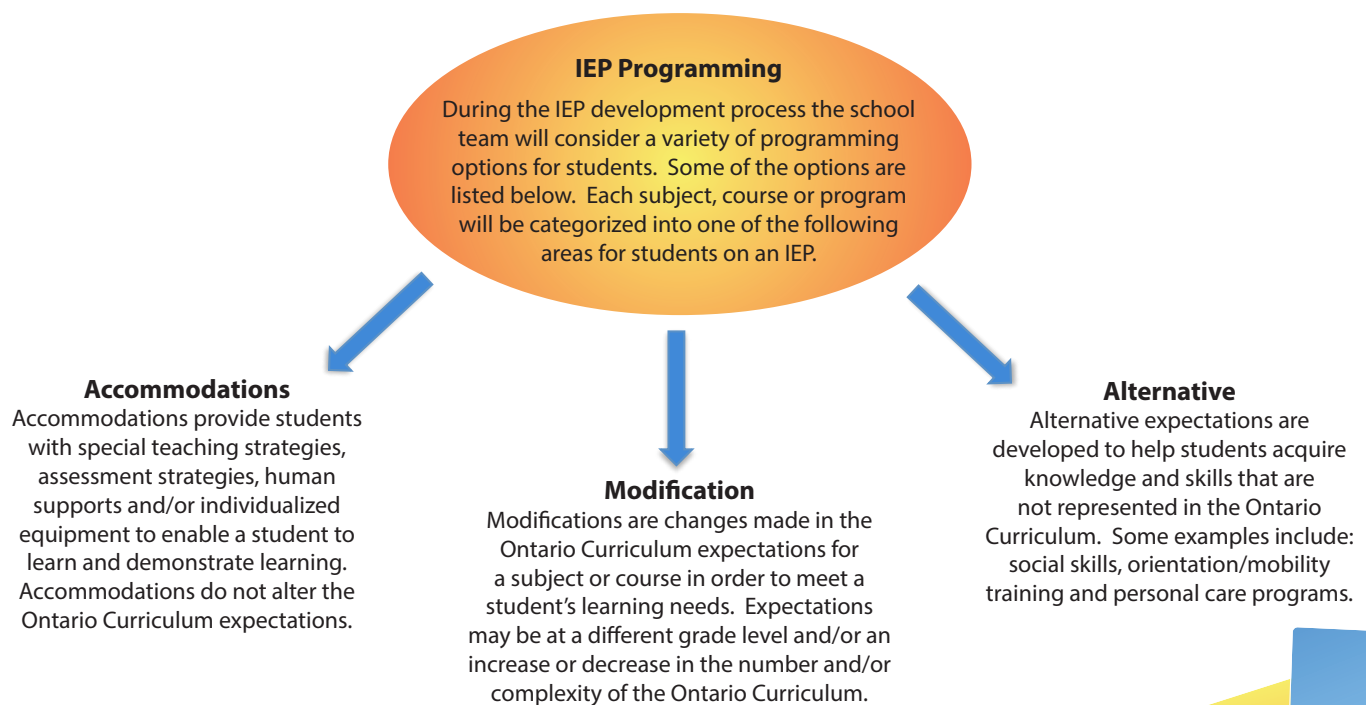 IEP Programming
During the IEP development process the school
team will consider a variety of programming
options for students.  Some of the options are
listed below.  Each subject, course or program
will be categorized into one of the following
areas for students on an IEP.
Accommodations
Accommodations provide students
with special teaching strategies,
assessment strategies, human
supports and/or individualized
equipment to enable a student to
learn and demonstrate learning.
Accommodations do not alter the
Ontario Curriculum expectations.
Modification
Modifications are changes made in the
Ontario Curriculum expectations for
a subject or course in order to meet a
student’s learning needs.  Expectations
may be at a different grade level and/or an
increase or decrease in the number and/or
complexity of the Ontario Curriculum.
Alternative
Alternative expectations are
developed to help students acquire
knowledge and skills that are
not represented in the Ontario
Curriculum.  Some examples include:
social skills, orientation/mobility
training and personal care programs.